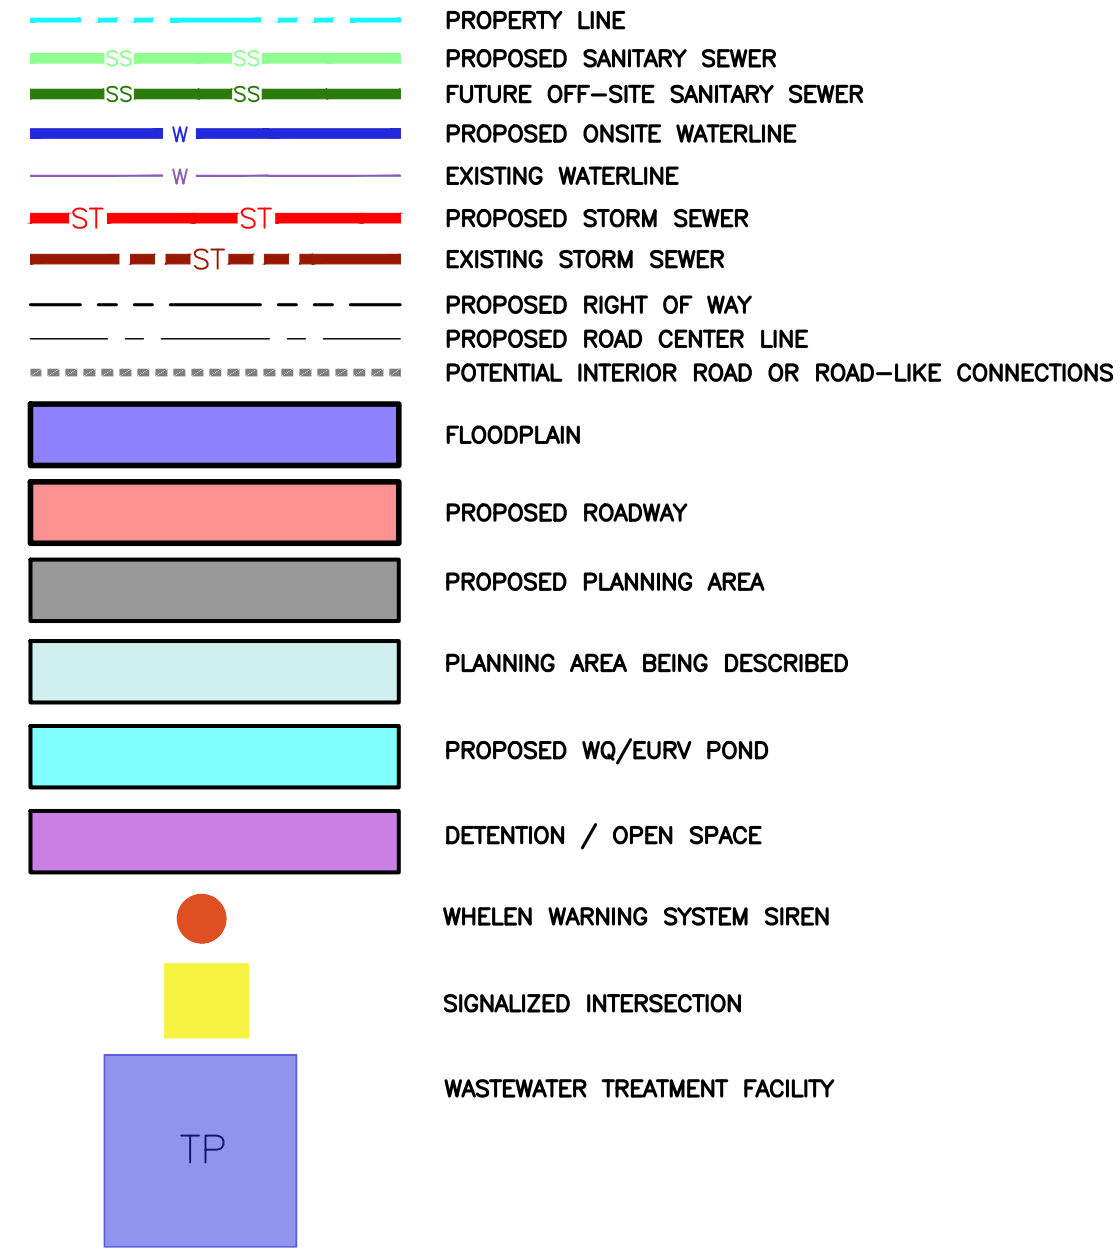 PROPERTY LINE
SS SS PROPOSED SANITARY SEWER
SS SS FUTURE OFF-SITE SANITARY SEWER
W PROPOSED ONSITE WATERLINE
W EXISTING WATERLINE
ST ST PROPOSED STORM SEWER
ST EXISTING STORM SEWER
PROPOSED RIGHT OF WAY
PROPOSED ROAD CENTER LINE
POTENTIAL INTERIOR ROAD OR ROAD-LIKE CONNECTIONS
FLOODPLAIN
PROPOSED ROADWAY
PROPOSED PLANNING AREA
PLANNING AREA BEING DESCRIBED
PROPOSED WQ/EURV POND
DETENTION / OPEN SPACE
WHELEN WARNING SYSTEM SIREN
SIGNALIZED INTERSECTION
WASTEWATER TREATMENT FACILITY
TP